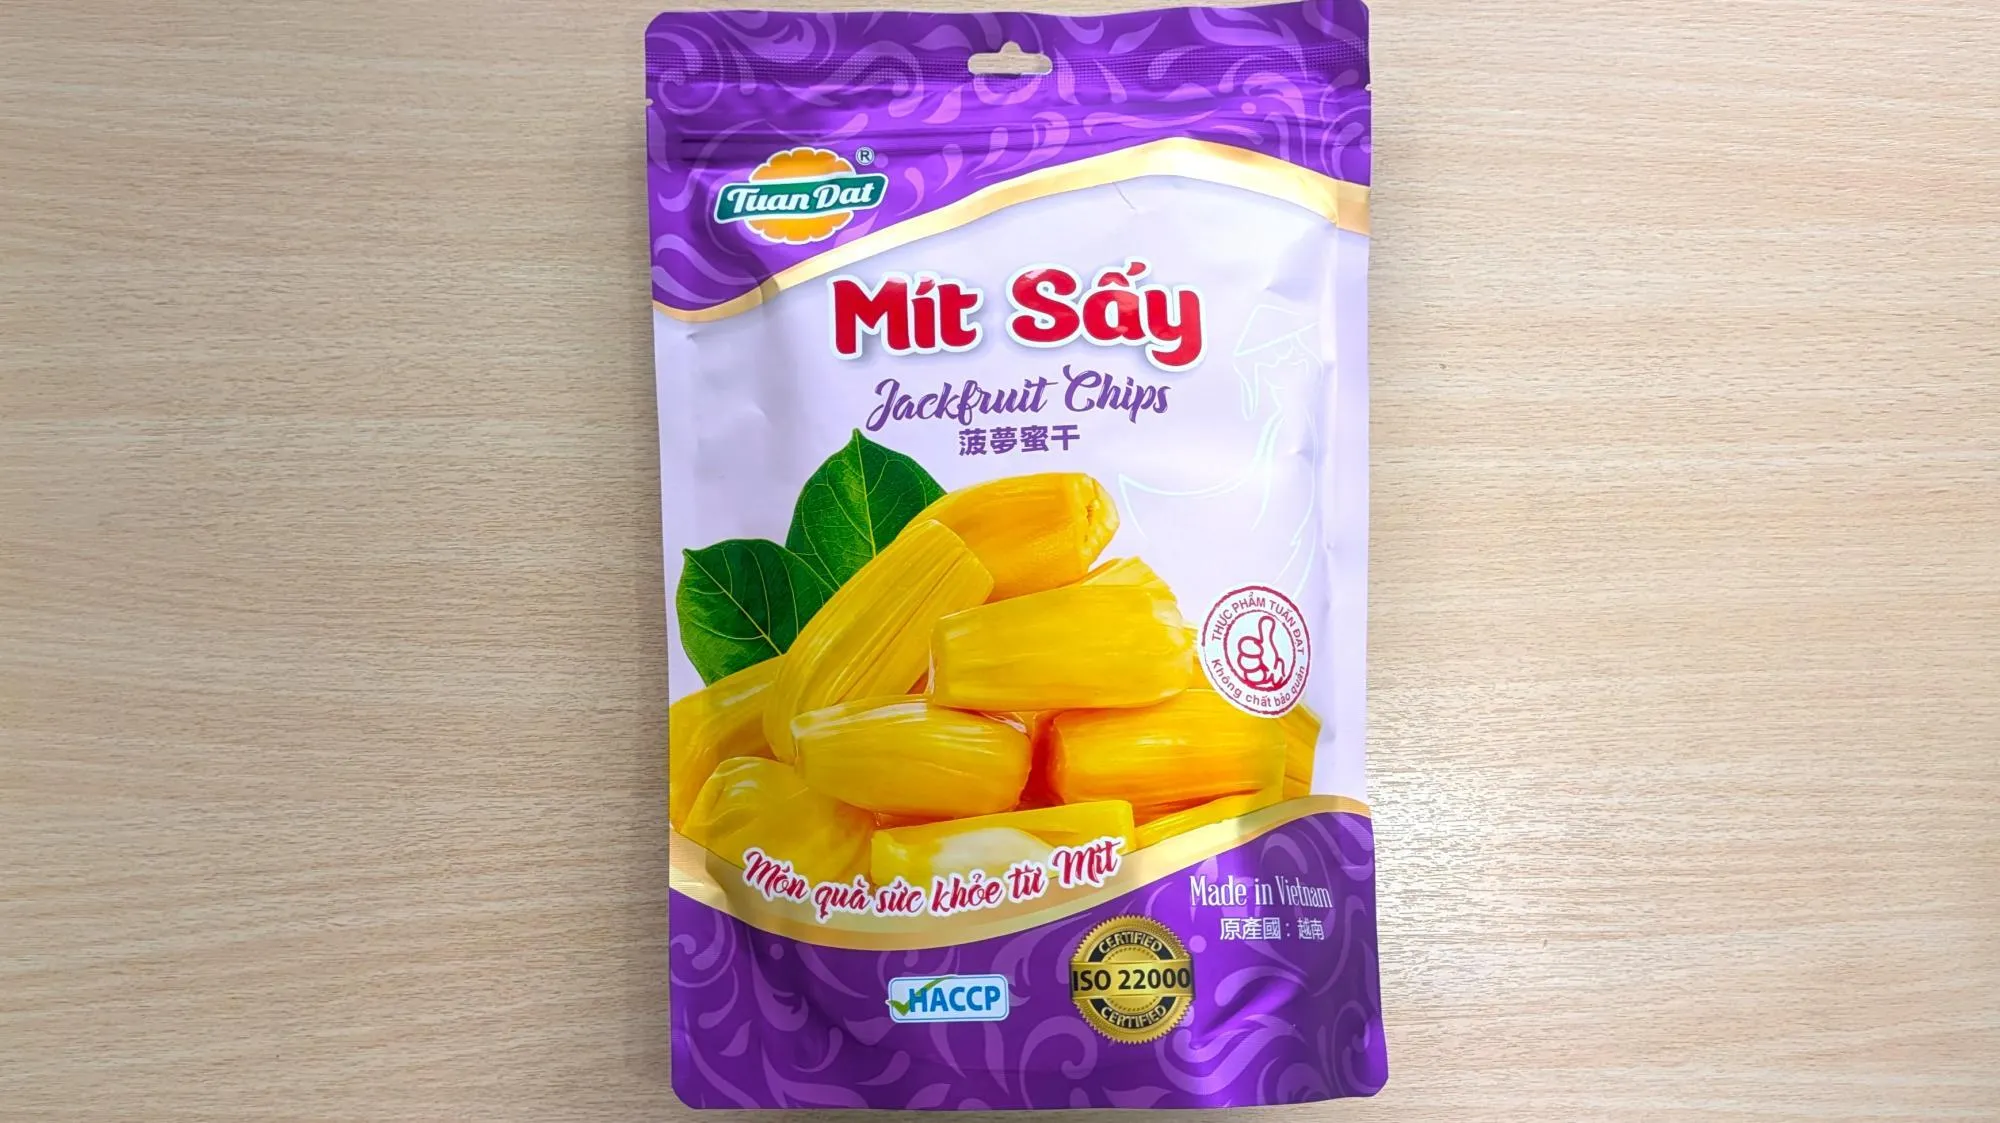 Tuan Dat ®
Mít Sấy
Jackfruit Chips
菠夢蜜干
THỰC PHẨM TUẤN ĐẠT
Không chất bảo quản
Món quà sức khỏe từ Mít
Made in Vietnam
原產國：越南
HACCP
CERTIFIED
ISO 22000
CERTIFIED